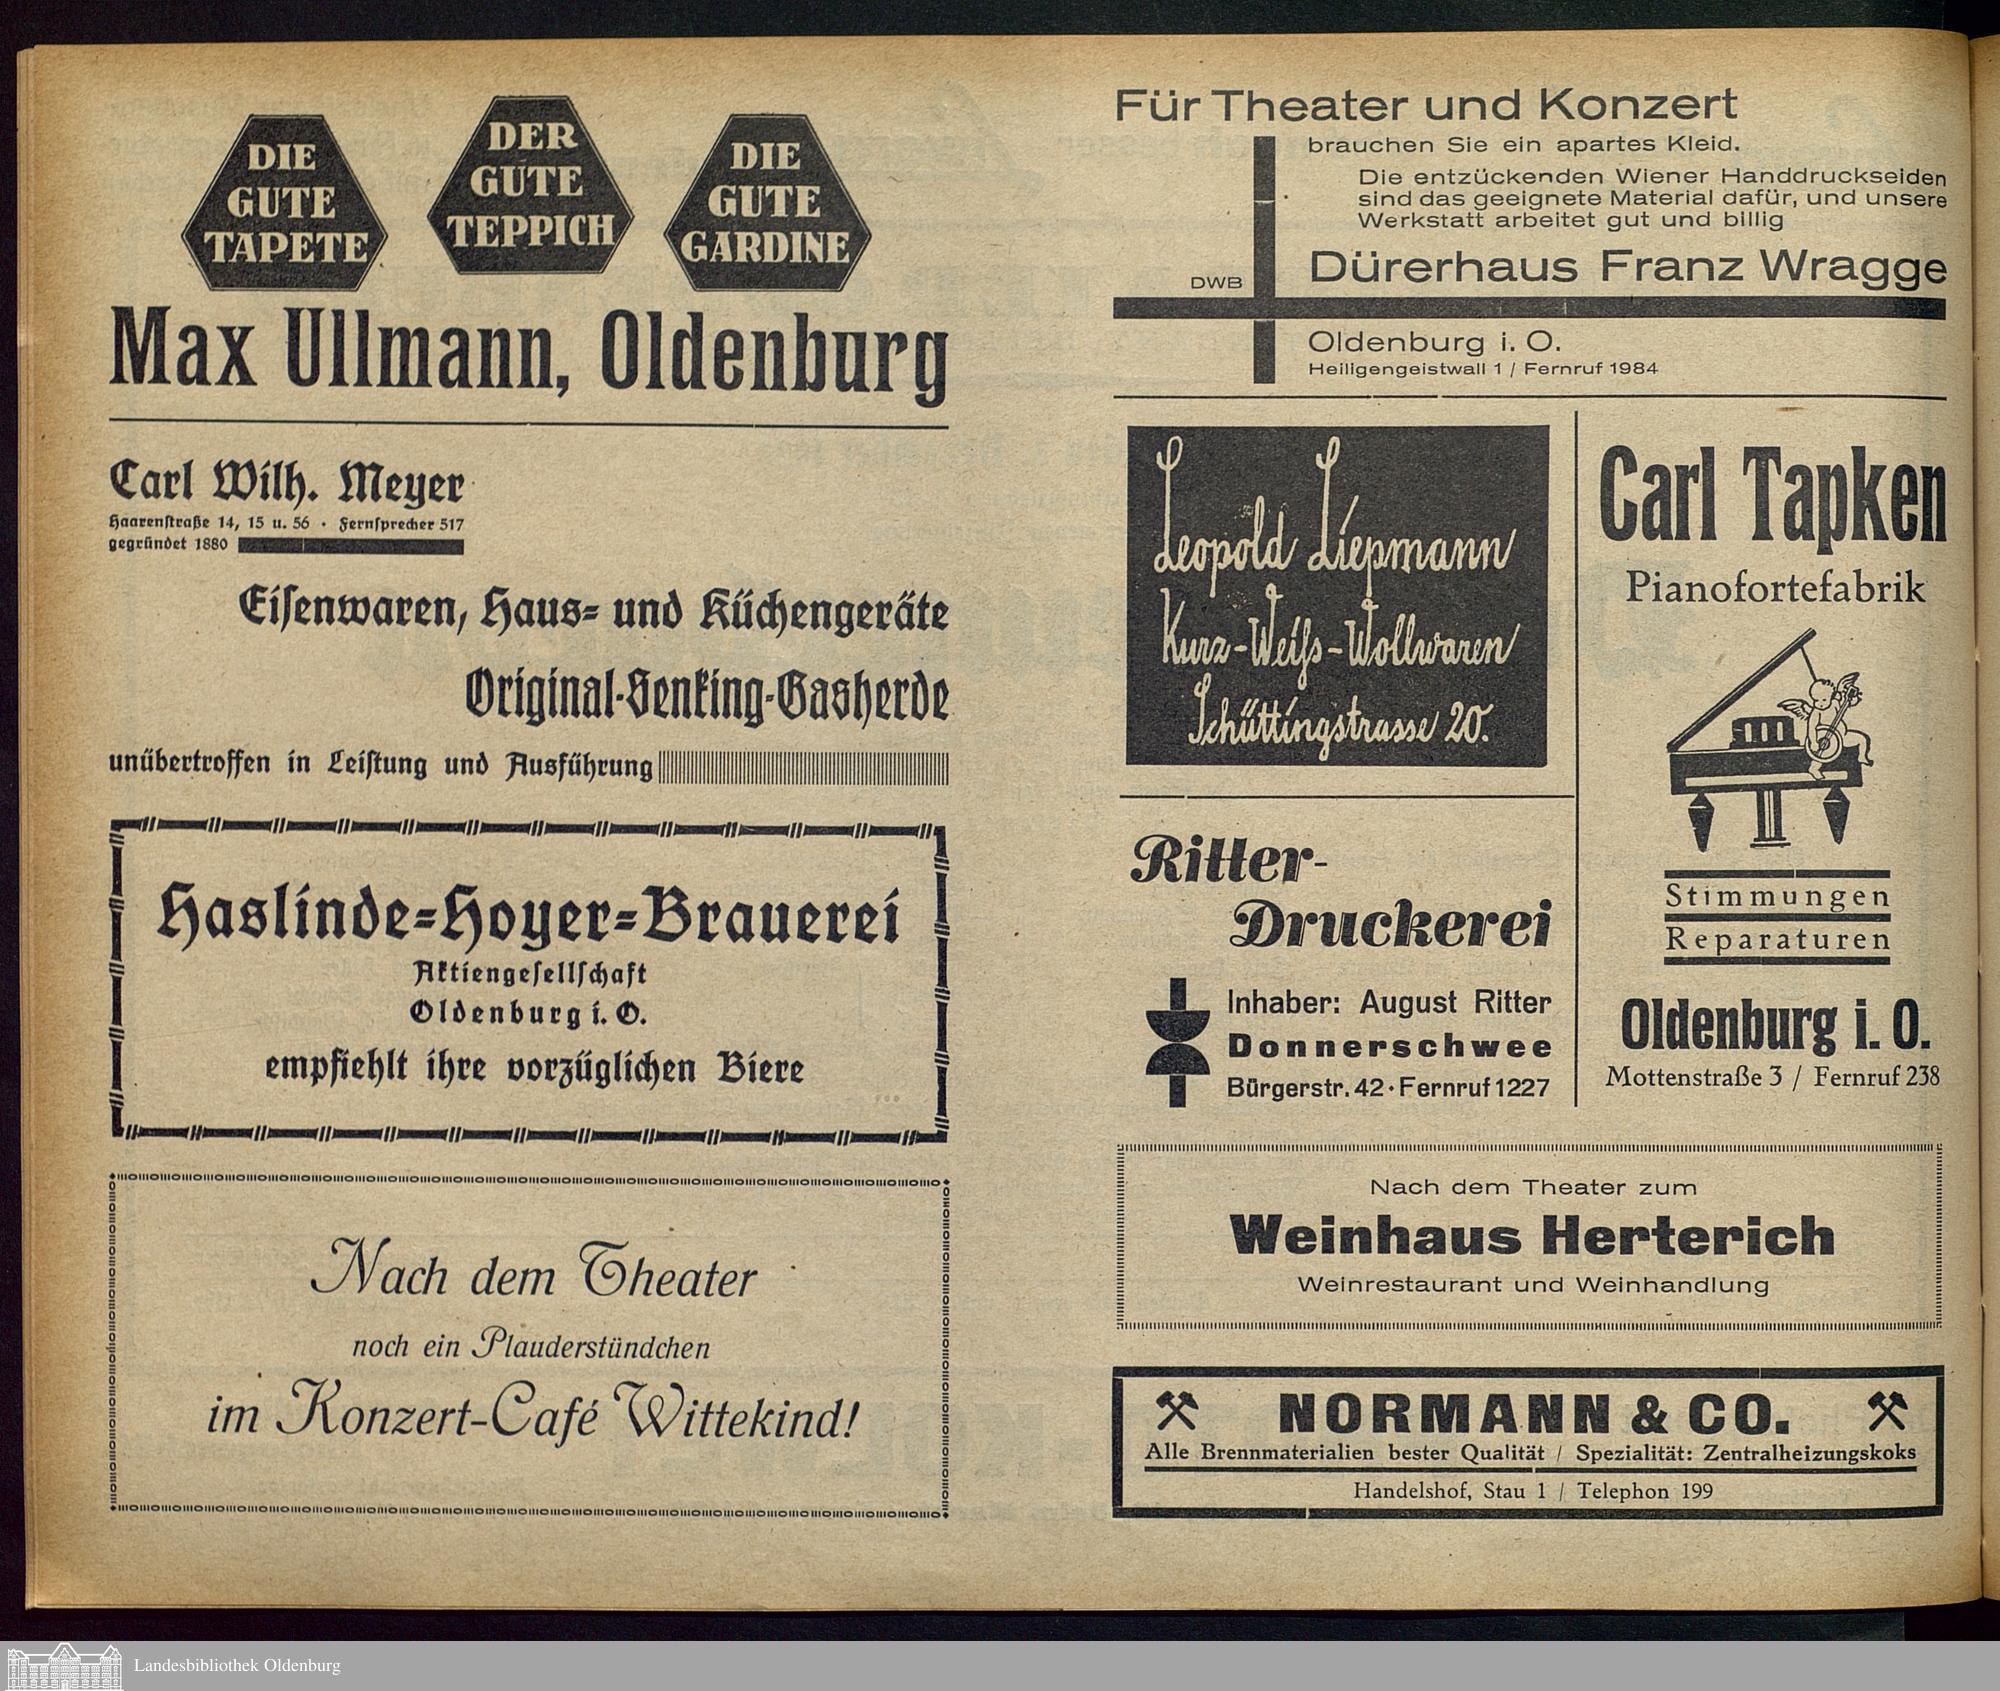 DIE
GUTE
TAPETE
DER
GUTE
TEPPICH
DIE
GUTE
GARDINE
Max Ullmann, Oldenburg
Carl Wilh. Meyer
Haarenstraße 14, 15 u. 56 · Fernsprecher 517
gegründet 1880
Eisenwaren, Haus- und Küchengeräte
Original-Senking-Gasherde
unübertroffen in Leistung und Ausführung
Haslinde-Hoyer-Brauerei
Aktiengesellschaft
Oldenburg i. O.
empfiehlt ihre vorzüglichen Biere
Nach dem Theater
noch ein Plauderstündchen
im Konzert-Café Wittekind!
Für Theater und Konzert
brauchen Sie ein apartes Kleid.
Die entzückenden Wiener Handdruckseiden
sind das geeignete Material dafür, und unsere
Werkstatt arbeitet gut und billig
DWB
Dürerhaus Franz Wragge
Oldenburg i. O.
Heiligengeistwall 1 / Fernruf 1984
Leopold Liepmann
Kurz-Weiß-Wollwaren
Schüttingstrasse 20.
Ritter-
Druckerei
Inhaber: August Ritter
Donnerschwee
Bürgerstr. 42 · Fernruf 1227
Carl Tapken
Pianofortefabrik
Stimmungen
Reparaturen
Oldenburg i. O.
Mottenstraße 3 / Fernruf 238
Nach dem Theater zum
Weinhaus Herterich
Weinrestaurant und Weinhandlung
NORMANN & CO.
Alle Brennmaterialien bester Qualität / Spezialität: Zentralheizungskoks
Handelshof, Stau 1 / Telephon 199
Landesbibliothek Oldenburg